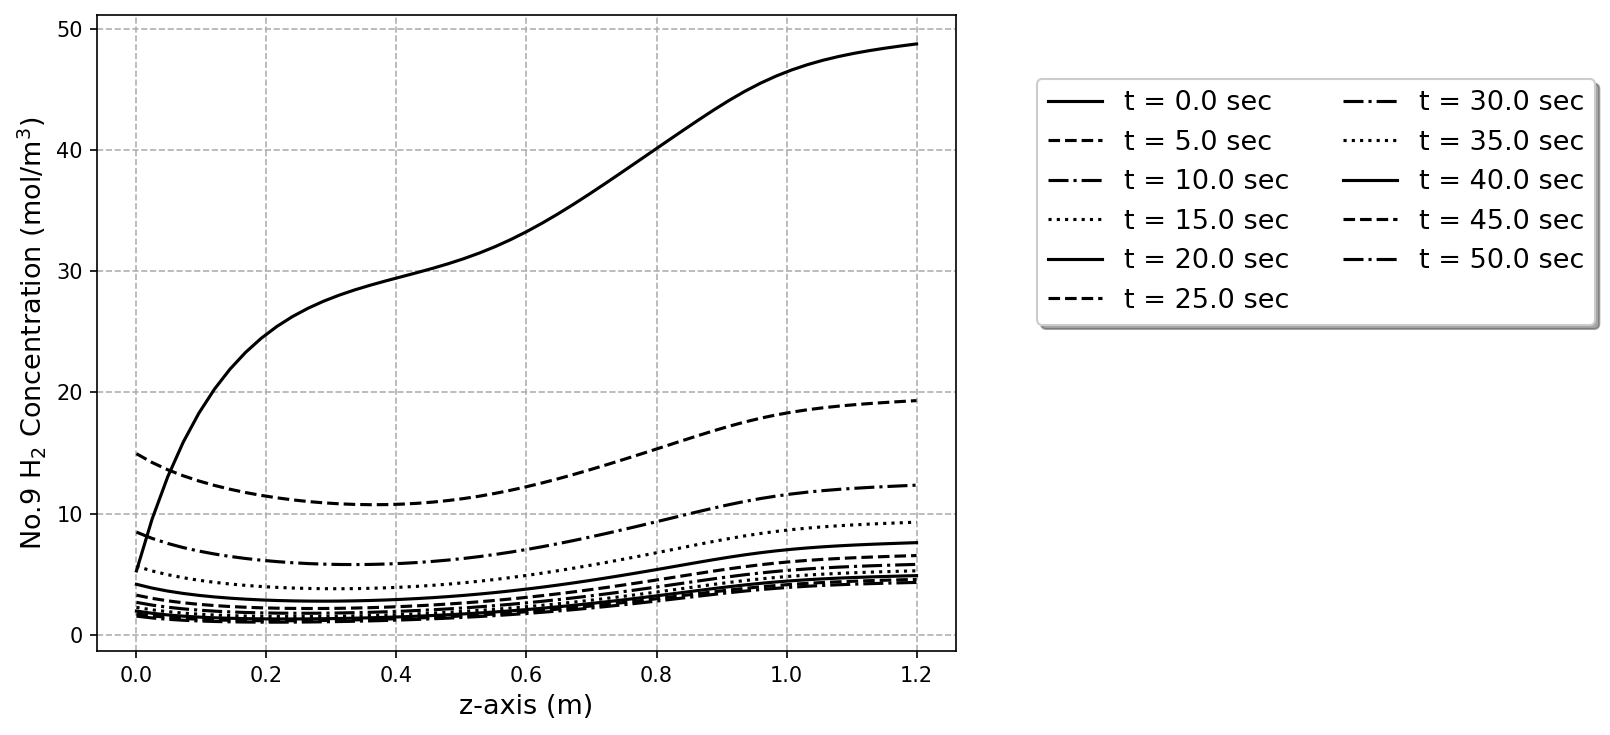 50
40
30
20
10
0
No.9 H₂ Concentration (mol/m³)
0.0 0.2 0.4 0.6 0.8 1.0 1.2
z-axis (m)
t = 0.0 sec
t = 5.0 sec
t = 10.0 sec
t = 15.0 sec
t = 20.0 sec
t = 25.0 sec
t = 30.0 sec
t = 35.0 sec
t = 40.0 sec
t = 45.0 sec
t = 50.0 sec